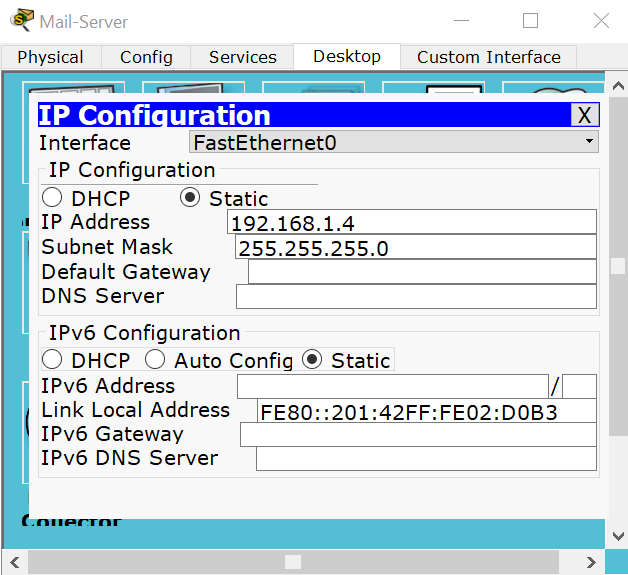 Mail-Server
Physical Config Services Desktop Custom Interface
IP Configuration X
Interface FastEthernet0
IP Configuration
DHCP Static
IP Address 192.168.1.4
Subnet Mask 255.255.255.0
Default Gateway
DNS Server
IPv6 Configuration
DHCP Auto Config Static
IPv6 Address /
Link Local Address FE80::201:42FF:FE02:D0B3
IPv6 Gateway
IPv6 DNS Server
Collector